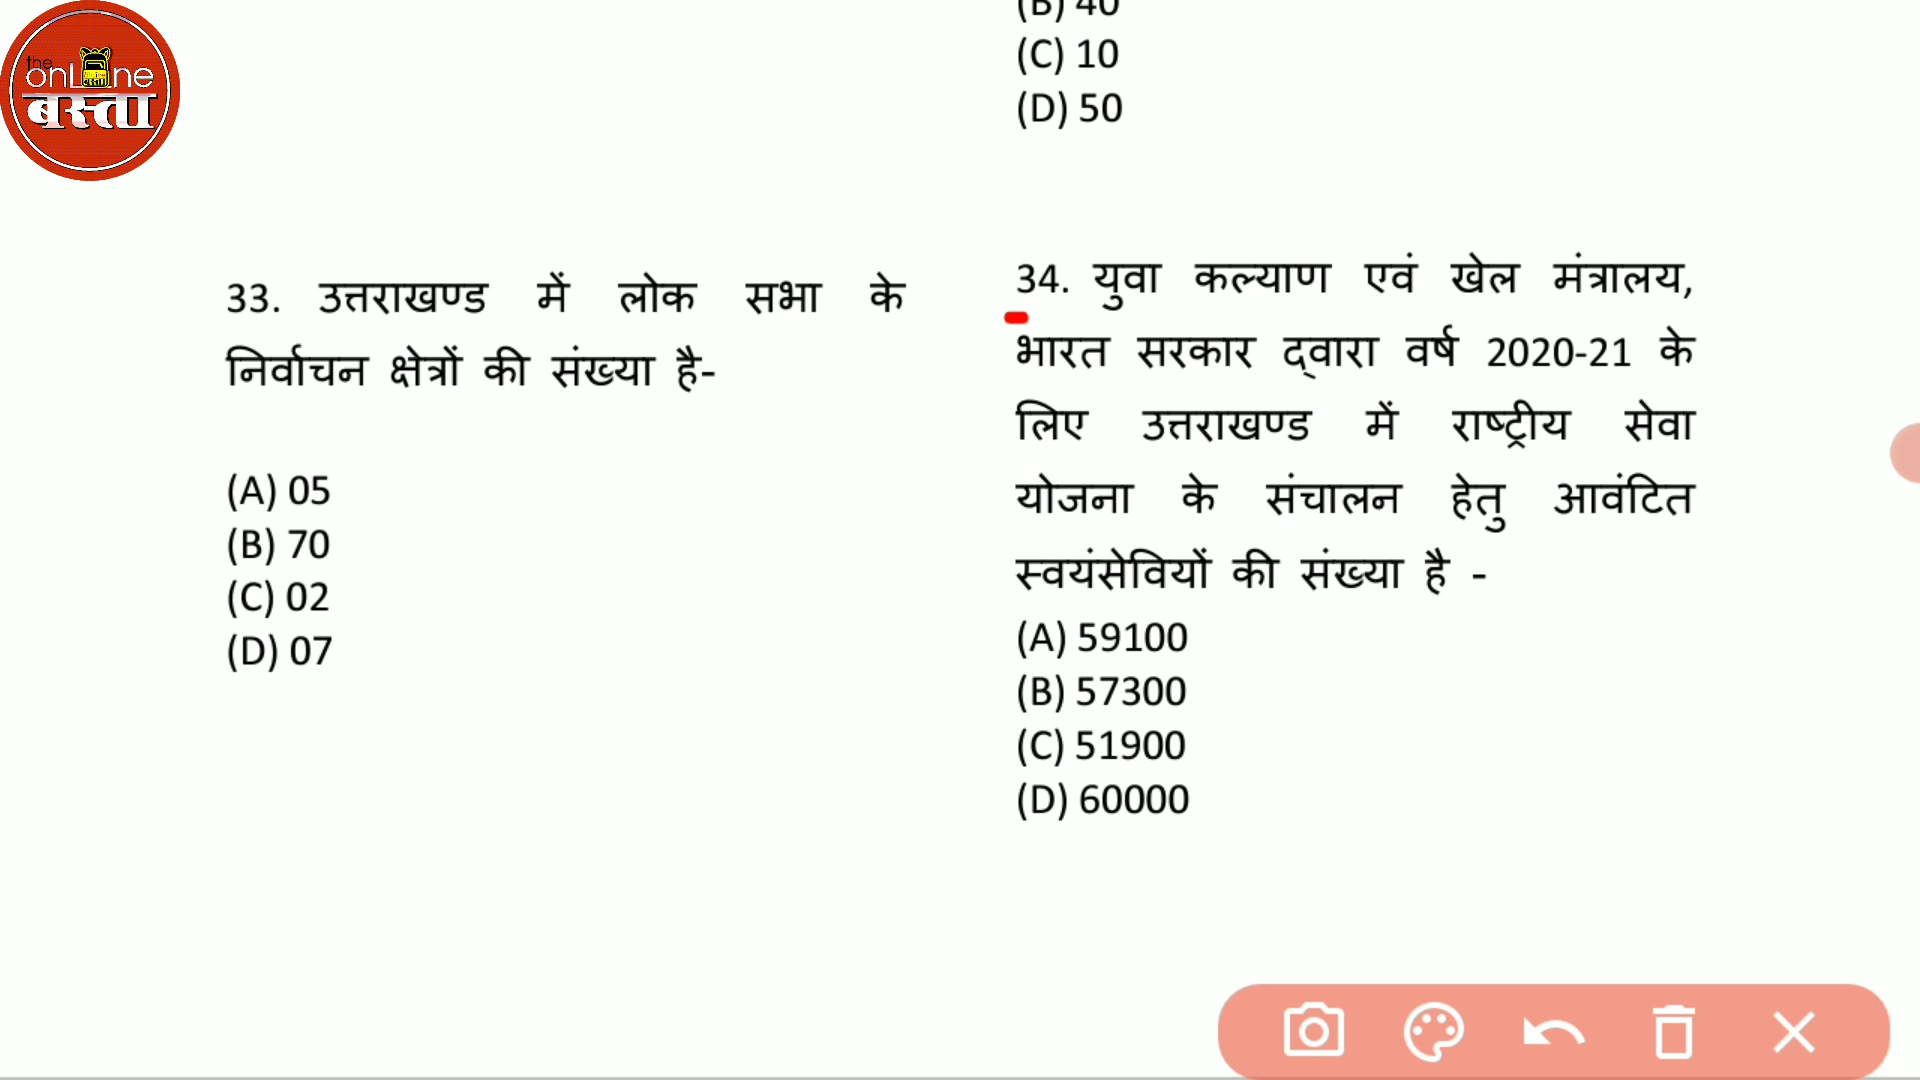 the
onLine
बस्ता
33. उत्तराखण्ड में लोक सभा के
निर्वाचन क्षेत्रों की संख्या है-
(A) 05
(B) 70
(C) 02
(D) 07
(B) 40
(C) 10
(D) 50
34. युवा कल्याण एवं खेल मंत्रालय,
भारत सरकार द्‌वारा वर्ष 2020-21 के
लिए उत्तराखण्ड में राष्ट्रीय सेवा
योजना के संचालन हेतु आवंटित
स्वयंसेवियों की संख्या है -
(A) 59100
(B) 57300
(C) 51900
(D) 60000